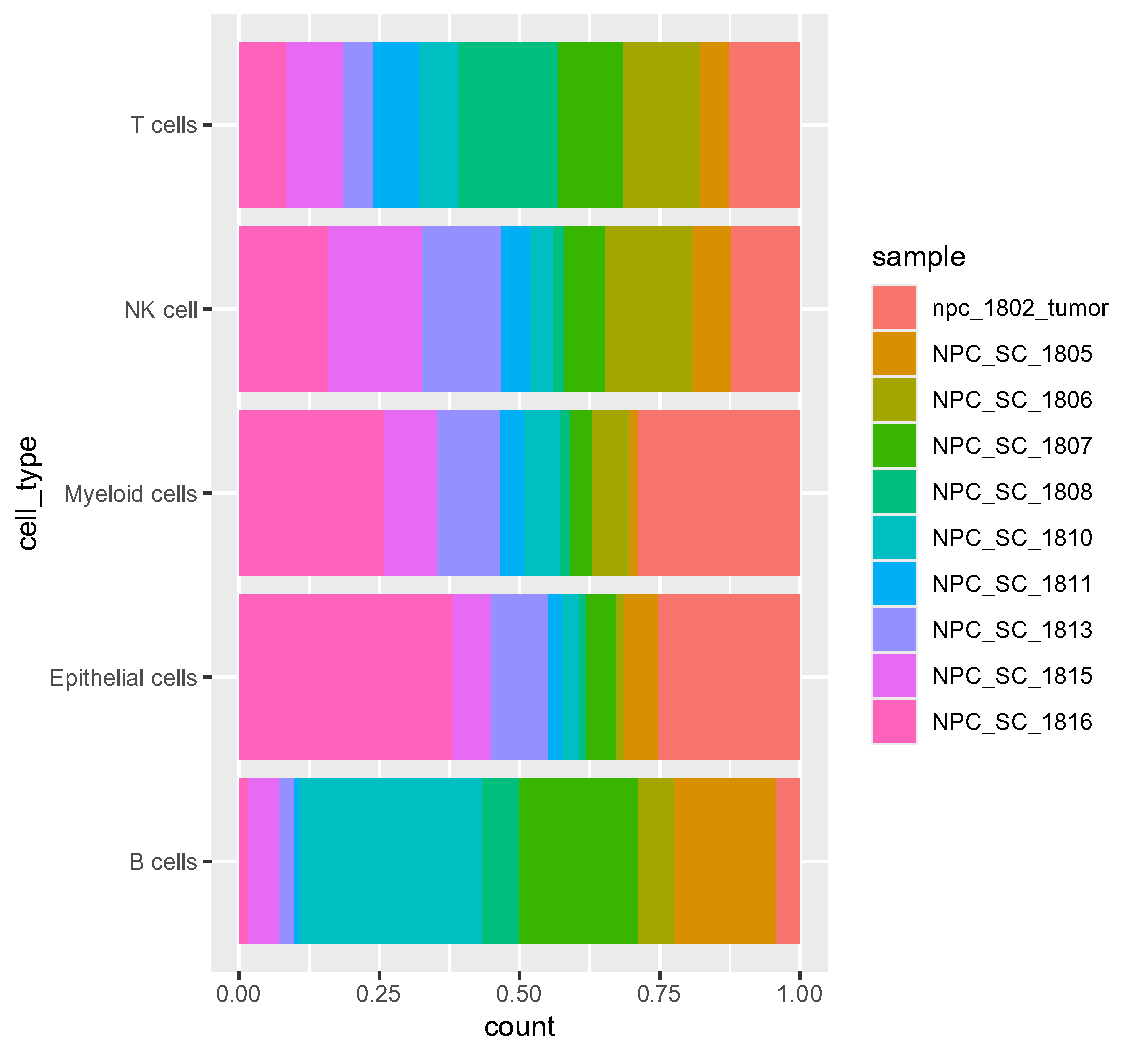 T cells
NK cell
Myeloid cells
Epithelial cells
B cells
cell_type
0.00 0.25 0.50 0.75 1.00
count
sample
npc_1802_tumor
NPC_SC_1805
NPC_SC_1806
NPC_SC_1807
NPC_SC_1808
NPC_SC_1810
NPC_SC_1811
NPC_SC_1813
NPC_SC_1815
NPC_SC_1816